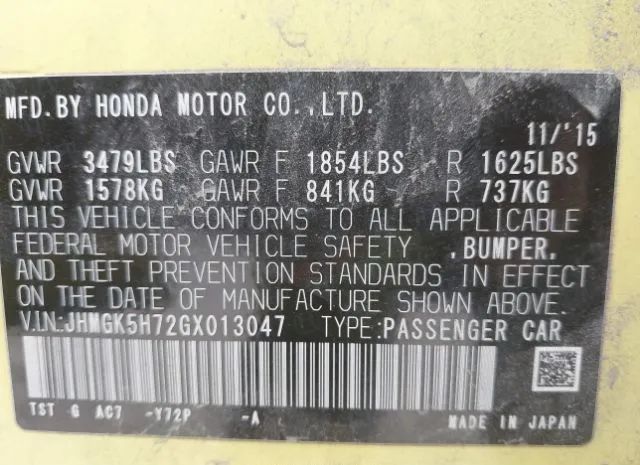 MFD.BY HONDA MOTOR CO.,LTD.
11/'15
GVWR 3479LBS GAWR F 1854LBS R 1625LBS
GVWR 1578KG GAWR F 841KG R 737KG
THIS VEHICLE CONFORMS TO ALL APPLICABLE
FEDERAL MOTOR VEHICLE SAFETY ,BUMPER,
AND THEFT PREVENTION STANDARDS IN EFFECT
ON THE DATE OF MANUFACTURE SHOWN ABOVE.
V.IN:JHMGK5H72GX013047 TYPE:PASSENGER CAR
TST G AC7 -Y72P -A
MADE IN JAPAN